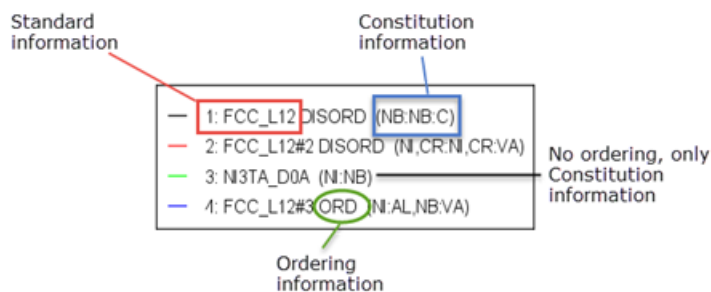 Standard
information
Constitution
information
1: FCC_L12 DISORD (NB:NB:C)
2: FCC_L12#2 DISORD (NI,CR:NI,CR:VA)
3: NI3TA_D0A (NI:NB)
4: FCC_L12#3 ORD (NI:AL,NB:VA)
No ordering, only
Constitution
information
Ordering
information